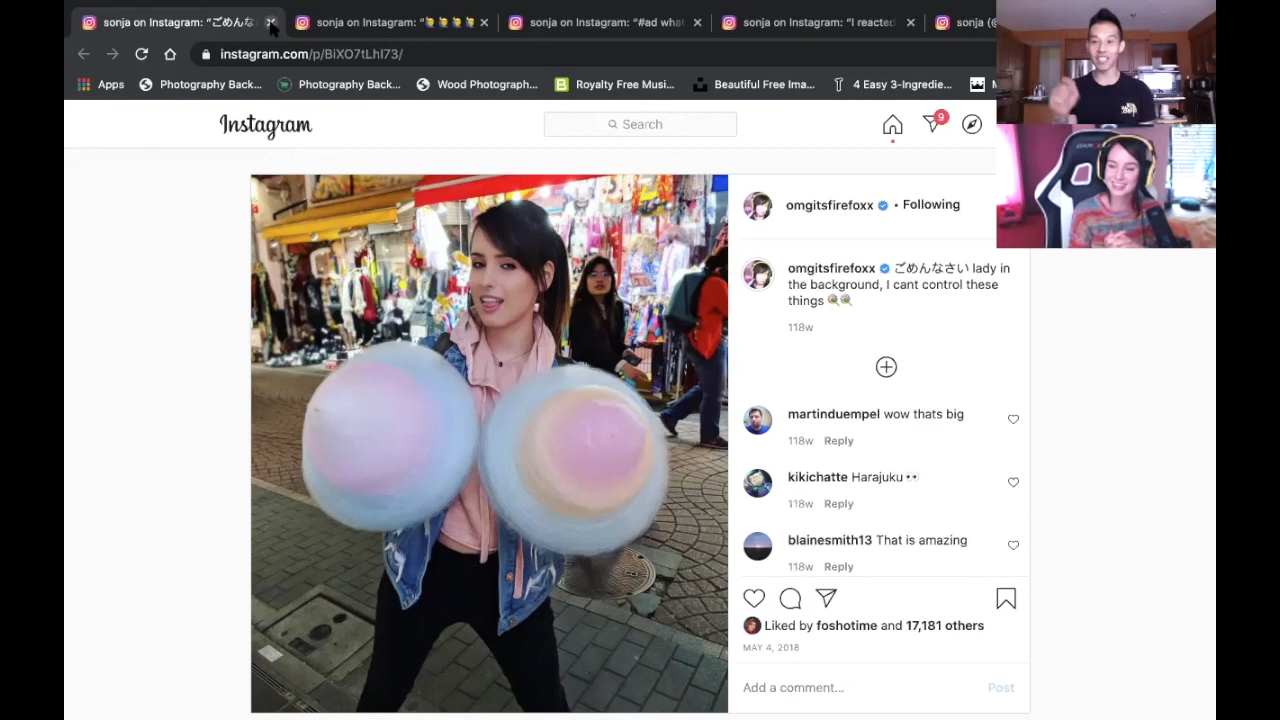 sonja on Instagram: "ごめんな
sonja on Instagram: "🙋🙋🙋🙋
sonja on Instagram: "#ad wha
sonja on Instagram: "I reacted
sonja (@
instagram.com/p/BiXO7tLhI73/
Apps
Photography Back...
Photography Back...
Wood Photograph...
Royalty Free Musi...
Beautiful Free Ima...
4 Easy 3-Ingredie...
Instagram
Search
9
omgitsfirefoxx • Following
omgitsfirefoxx ごめんなさい lady in
the background, I cant control these
things 🍭🍭
118w
martinduempel wow thats big
118w Reply
kikichatte Harajuku 👀
118w Reply
blainesmith13 That is amazing
118w Reply
Liked by foshotime and 17,181 others
MAY 4, 2018
Add a comment...
Post